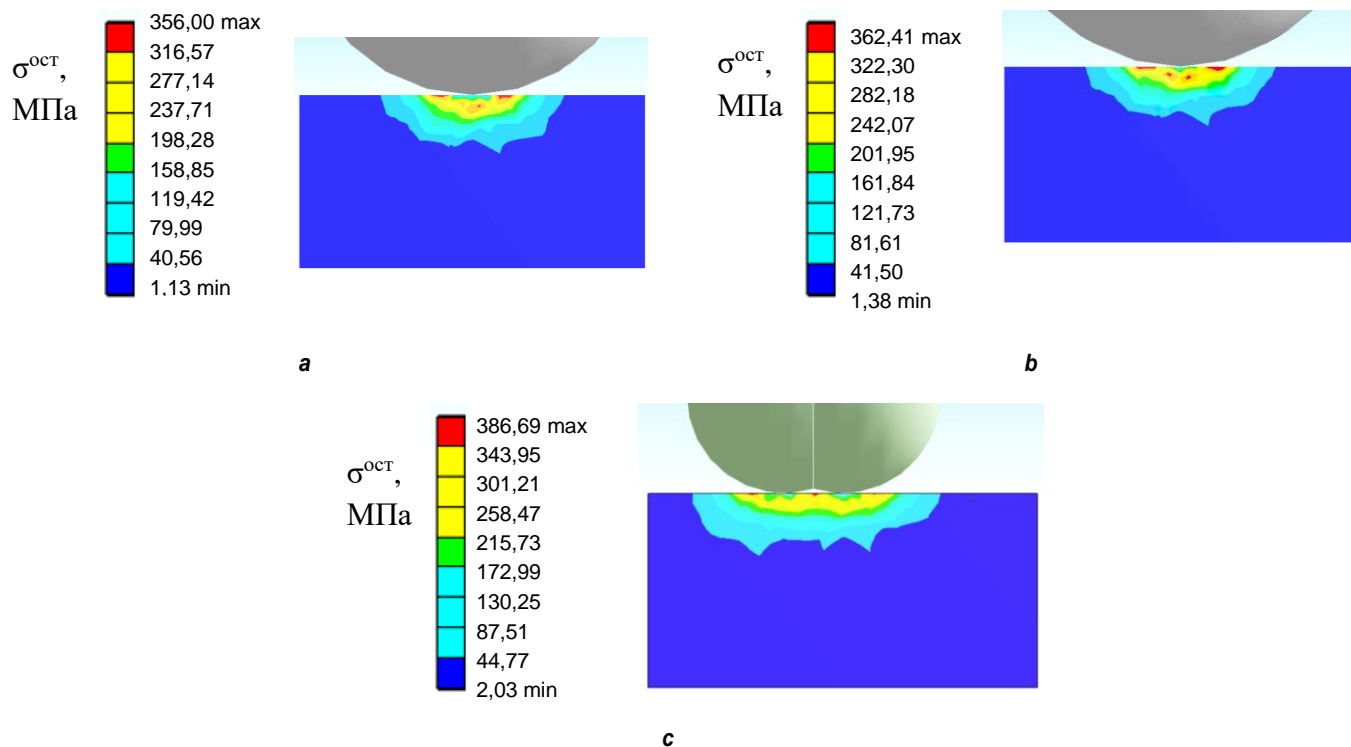 σᵒᶜᵀ,
МПа
356,00 max
316,57
277,14
237,71
198,28
158,85
119,42
79,99
40,56
1,13 min
a
σᵒᶜᵀ,
МПа
362,41 max
322,30
282,18
242,07
201,95
161,84
121,73
81,61
41,50
1,38 min
b
σᵒᶜᵀ,
МПа
386,69 max
343,95
301,21
258,47
215,73
172,99
130,25
87,51
44,77
2,03 min
c